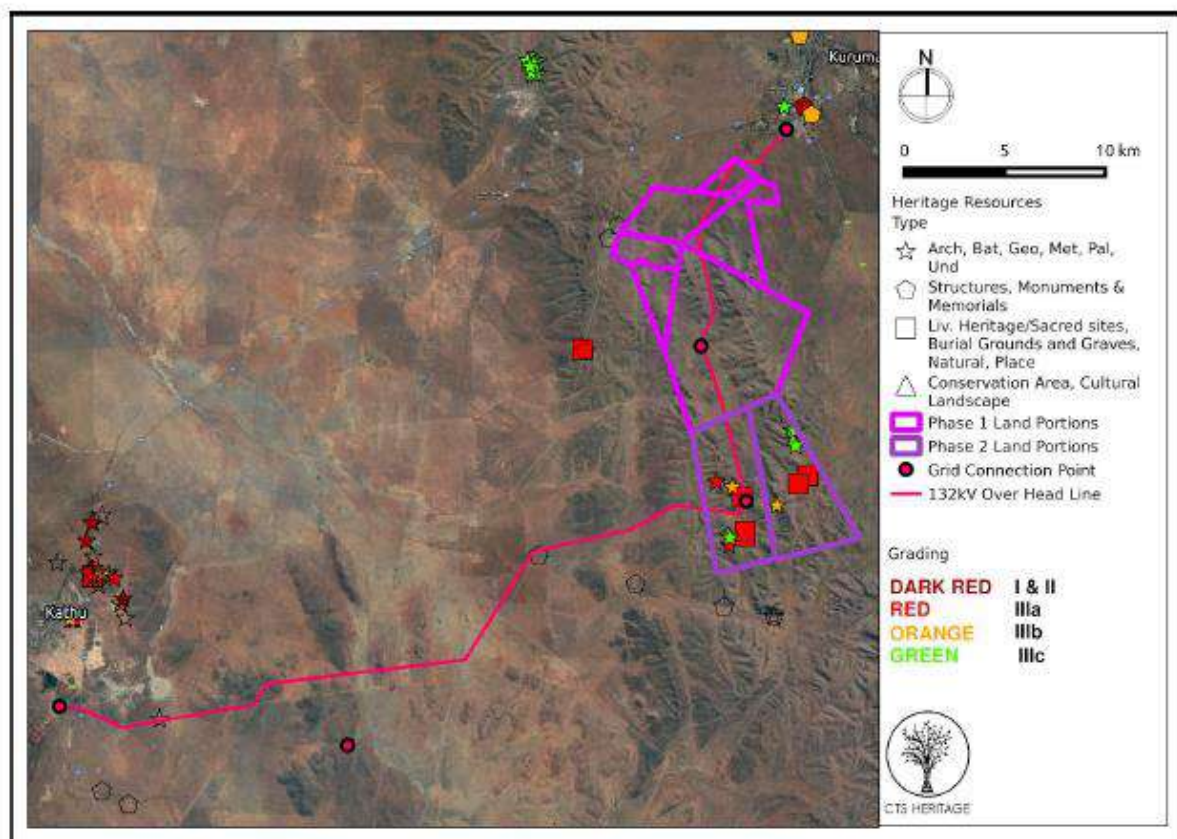 Kuruma
Kathu
N
0 5 10 km
Heritage Resources
Type
Arch, Bat, Geo, Met, Pal,
Und
Structures, Monuments &
Memorials
Liv. Heritage/Sacred sites,
Burial Grounds and Graves,
Natural, Place
Conservation Area, Cultural
Landscape
Phase 1 Land Portions
Phase 2 Land Portions
Grid Connection Point
132kV Over Head Line
Grading
DARK RED I & II
RED IIIa
ORANGE IIIb
GREEN IIIc
CTS HERITAGE